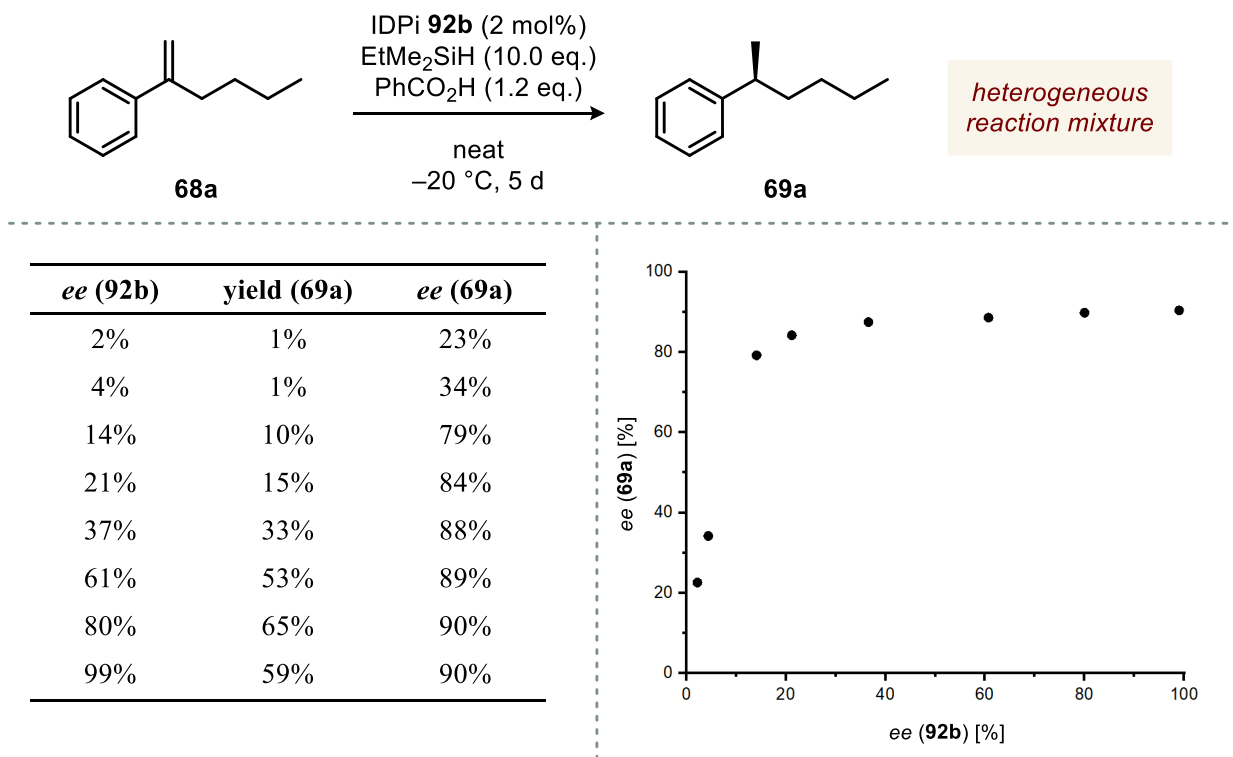 IDPi 92b (2 mol%)
EtMe₂SiH (10.0 eq.)
PhCO₂H (1.2 eq.)
neat
–20 °C, 5 d
68a
69a
heterogeneous
reaction mixture
ee (92b) yield (69a) ee (69a)
2% 1% 23%
4% 1% 34%
14% 10% 79%
21% 15% 84%
37% 33% 88%
61% 53% 89%
80% 65% 90%
99% 59% 90%
ee (69a) [%]
100
80
60
40
20
0
0 20 40 60 80 100
ee (92b) [%]